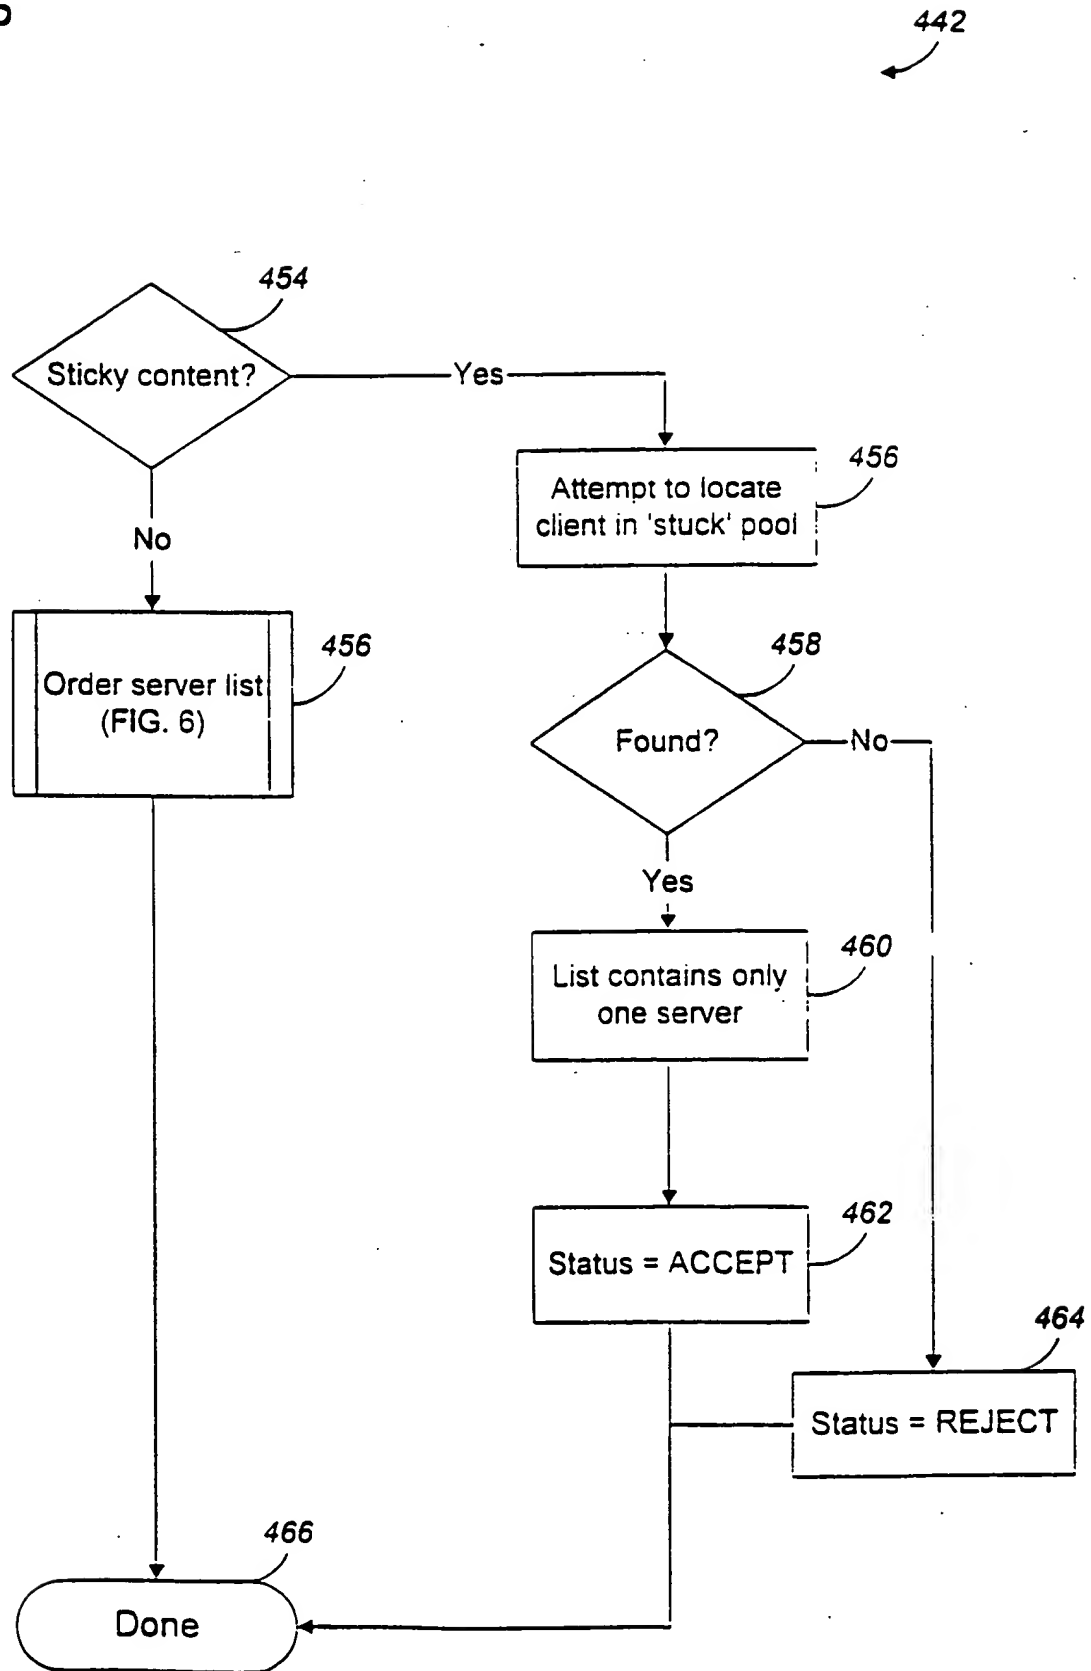 442
454
Sticky content?
Yes
456
Attempt to locate
client in 'stuck' pool
No
456
Order server list
(FIG. 6)
458
Found?
No
Yes
460
List contains only
one server
462
Status = ACCEPT
464
Status = REJECT
466
Done